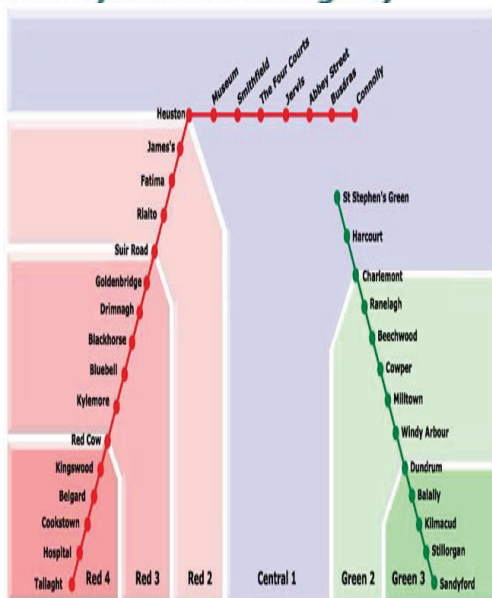 Museum
Smithfield
The Four Courts
Jervis
Abbey Street
Busáras
Connolly
Heuston
James's
Fatima
Rialto
Suir Road
Goldenbridge
Drimnagh
Blackhorse
Bluebell
Kylemore
Red Cow
Kingswood
Belgard
Cookstown
Hospital
Tallaght
St Stephen's Green
Harcourt
Charlemont
Ranelagh
Beechwood
Cowper
Milltown
Windy Arbour
Dundrum
Balally
Kilmacud
Stillorgan
Sandyford
Red 4
Red 3
Red 2
Central 1
Green 2
Green 3